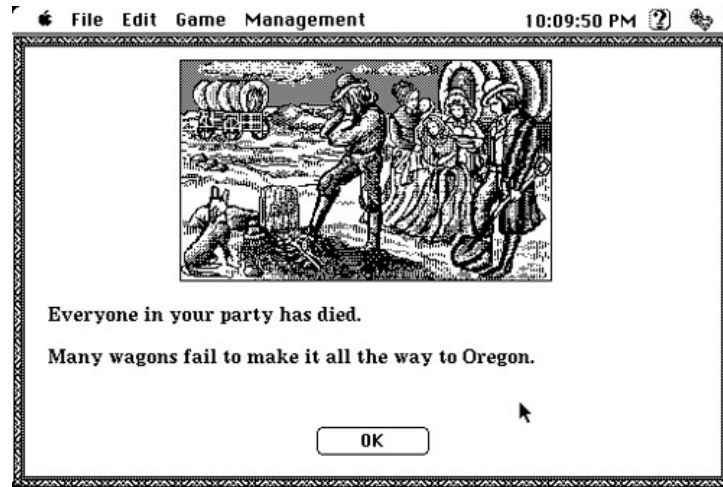 File Edit Game Management 10:09:50 PM
Everyone in your party has died.
Many wagons fail to make it all the way to Oregon.
OK